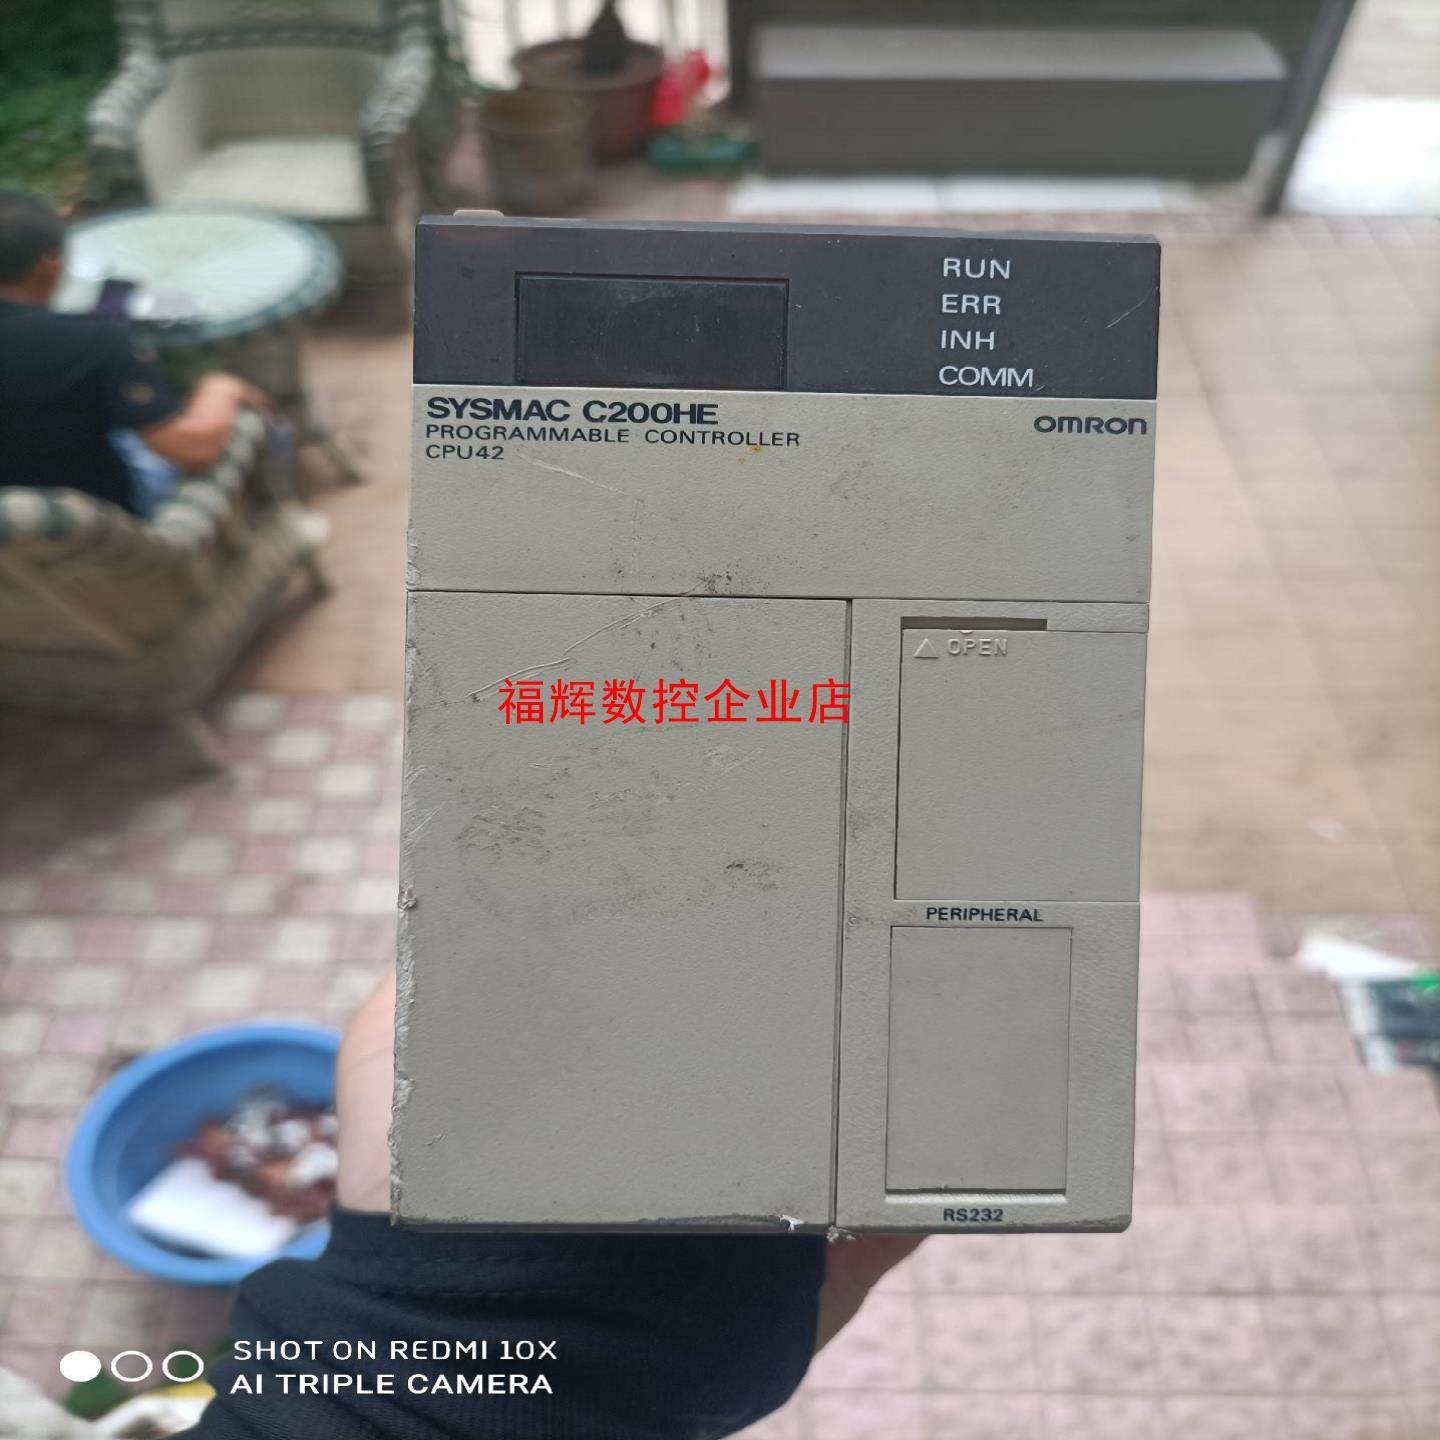 RUN
ERR
INH
COMM
SYSMAC C200HE
OMRON
PROGRAMMABLE CONTROLLER
CPU42
△ OPEN
福辉数控企业店
PERIPHERAL
RS232
SHOT ON REDMI 10X
AI TRIPLE CAMERA